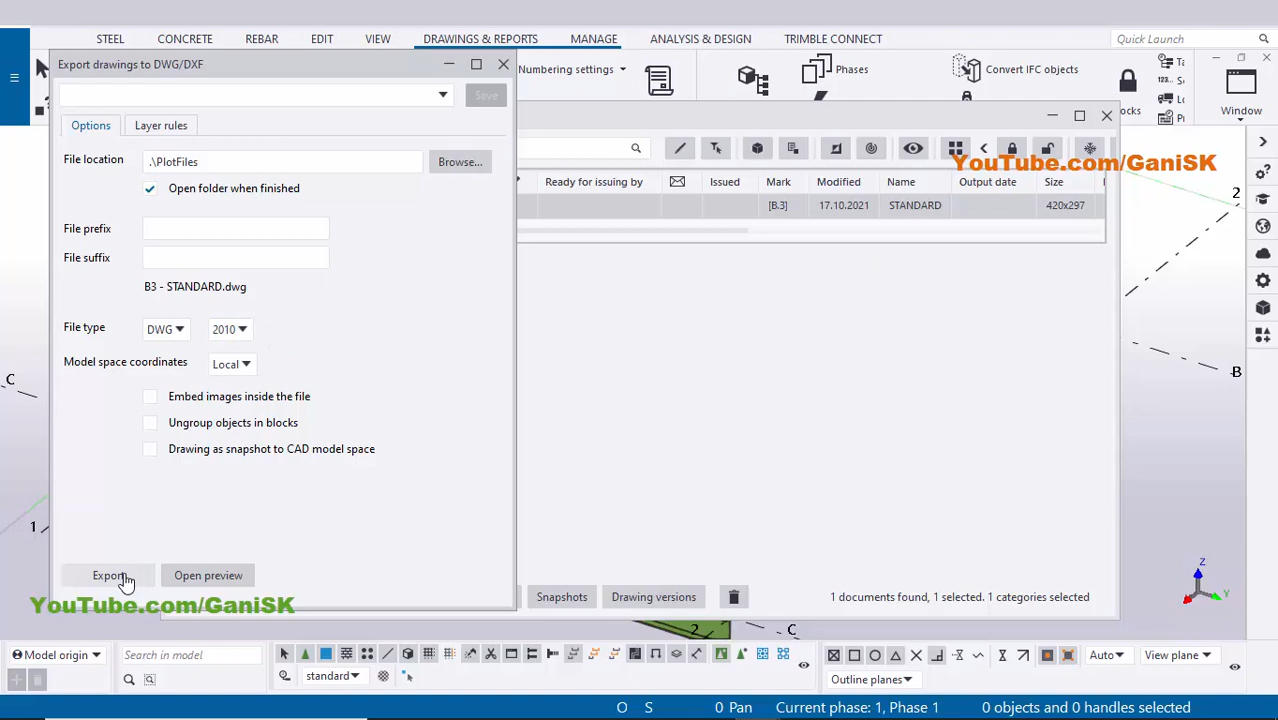 STEEL CONCRETE REBAR EDIT VIEW DRAWINGS & REPORTS MANAGE ANALYSIS & DESIGN TRIMBLE CONNECT Quick Launch
Export drawings to DWG/DXF
Numbering settings Phases Convert IFC objects Window
Save
Options Layer rules
File location .\PlotFiles Browse...
Open folder when finished
YouTube.com/GaniSK
Ready for issuing by Issued Mark Modified Name Output date Size
[B.3] 17.10.2021 STANDARD 420x297
2
File prefix
File suffix
B3 - STANDARD.dwg
File type DWG 2010
Model space coordinates Local
C B
Embed images inside the file
Ungroup objects in blocks
Drawing as snapshot to CAD model space
1
Export Open preview
Z
Y
Snapshots Drawing versions 1 documents found, 1 selected. 1 categories selected
YouTube.com/GaniSK
2 C
Model origin Search in model Auto View plane
standard Outline planes
O S 0 Pan Current phase: 1, Phase 1 0 objects and 0 handles selected